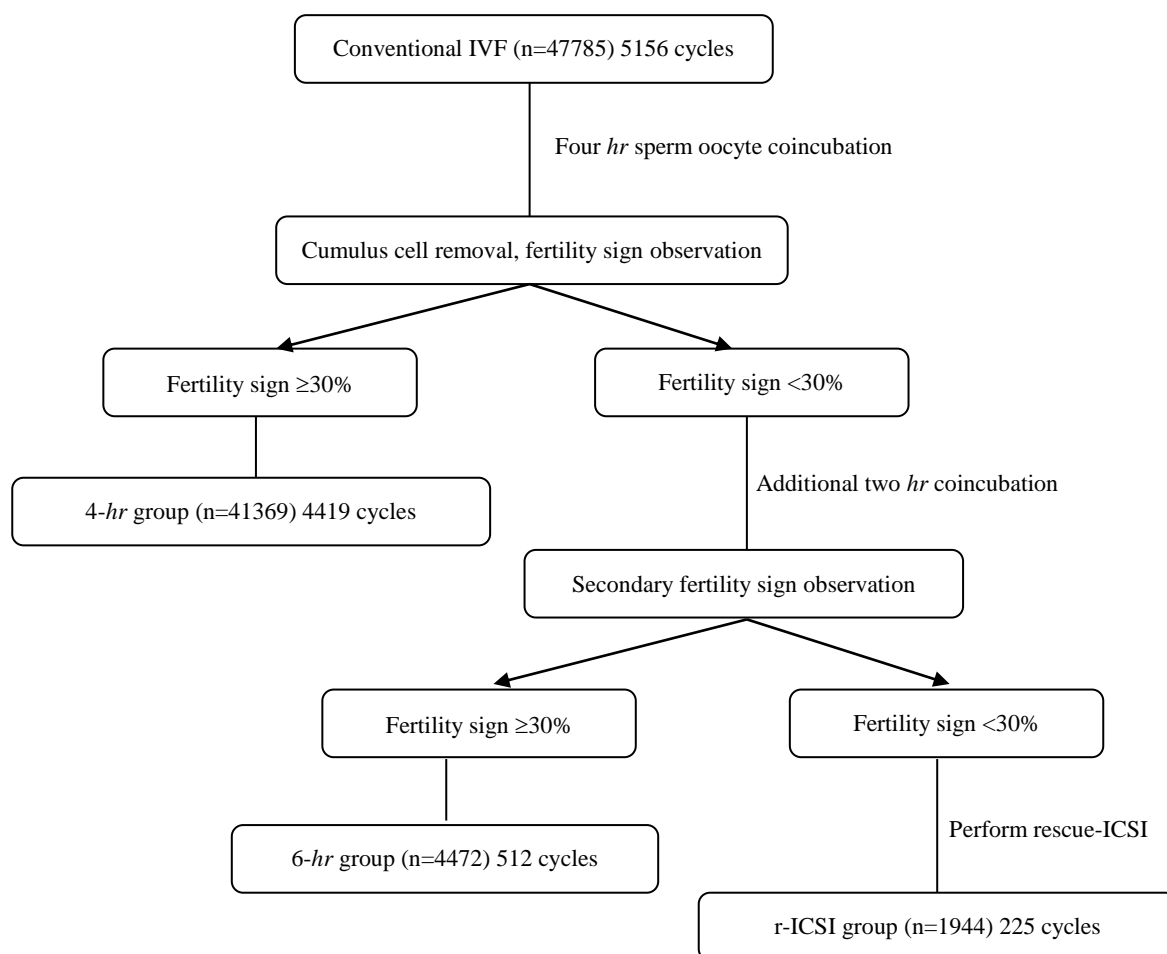 Conventional IVF (n=47785) 5156 cycles
Four hr sperm oocyte coincubation
Cumulus cell removal, fertility sign observation
Fertility sign ≥30%
Fertility sign <30%
4-hr group (n=41369) 4419 cycles
Additional two hr coincubation
Secondary fertility sign observation
Fertility sign ≥30%
Fertility sign <30%
Perform rescue-ICSI
6-hr group (n=4472) 512 cycles
r-ICSI group (n=1944) 225 cycles